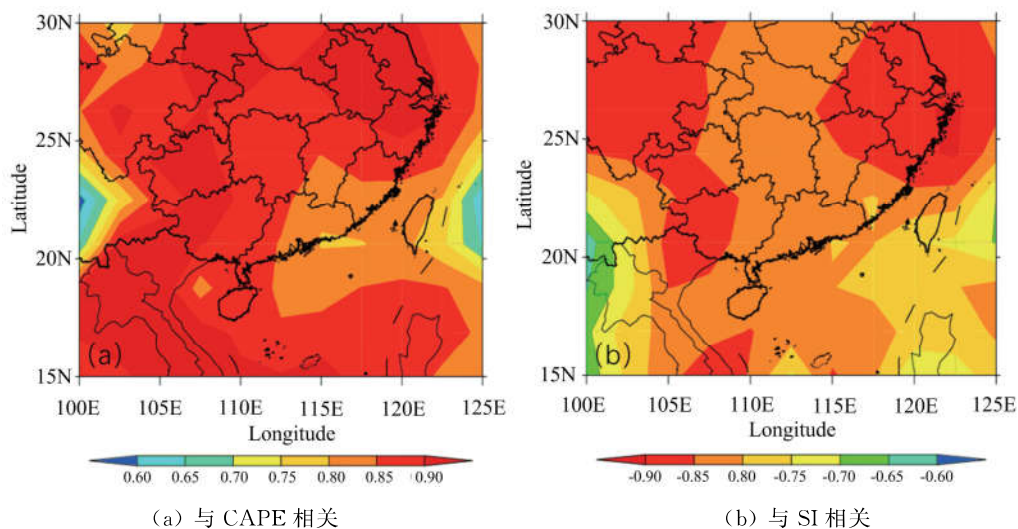 30N
25N
20N
15N
Latitude
(a)
100E 105E 110E 115E 120E 125E
Longitude
0.60 0.65 0.70 0.75 0.80 0.85 0.90
(a) 与 CAPE 相关
30N
25N
20N
15N
Latitude
(b)
100E 105E 110E 115E 120E 125E
Longitude
-0.90 -0.85 -0.80 -0.75 -0.70 -0.65 -0.60
(b) 与 SI 相关